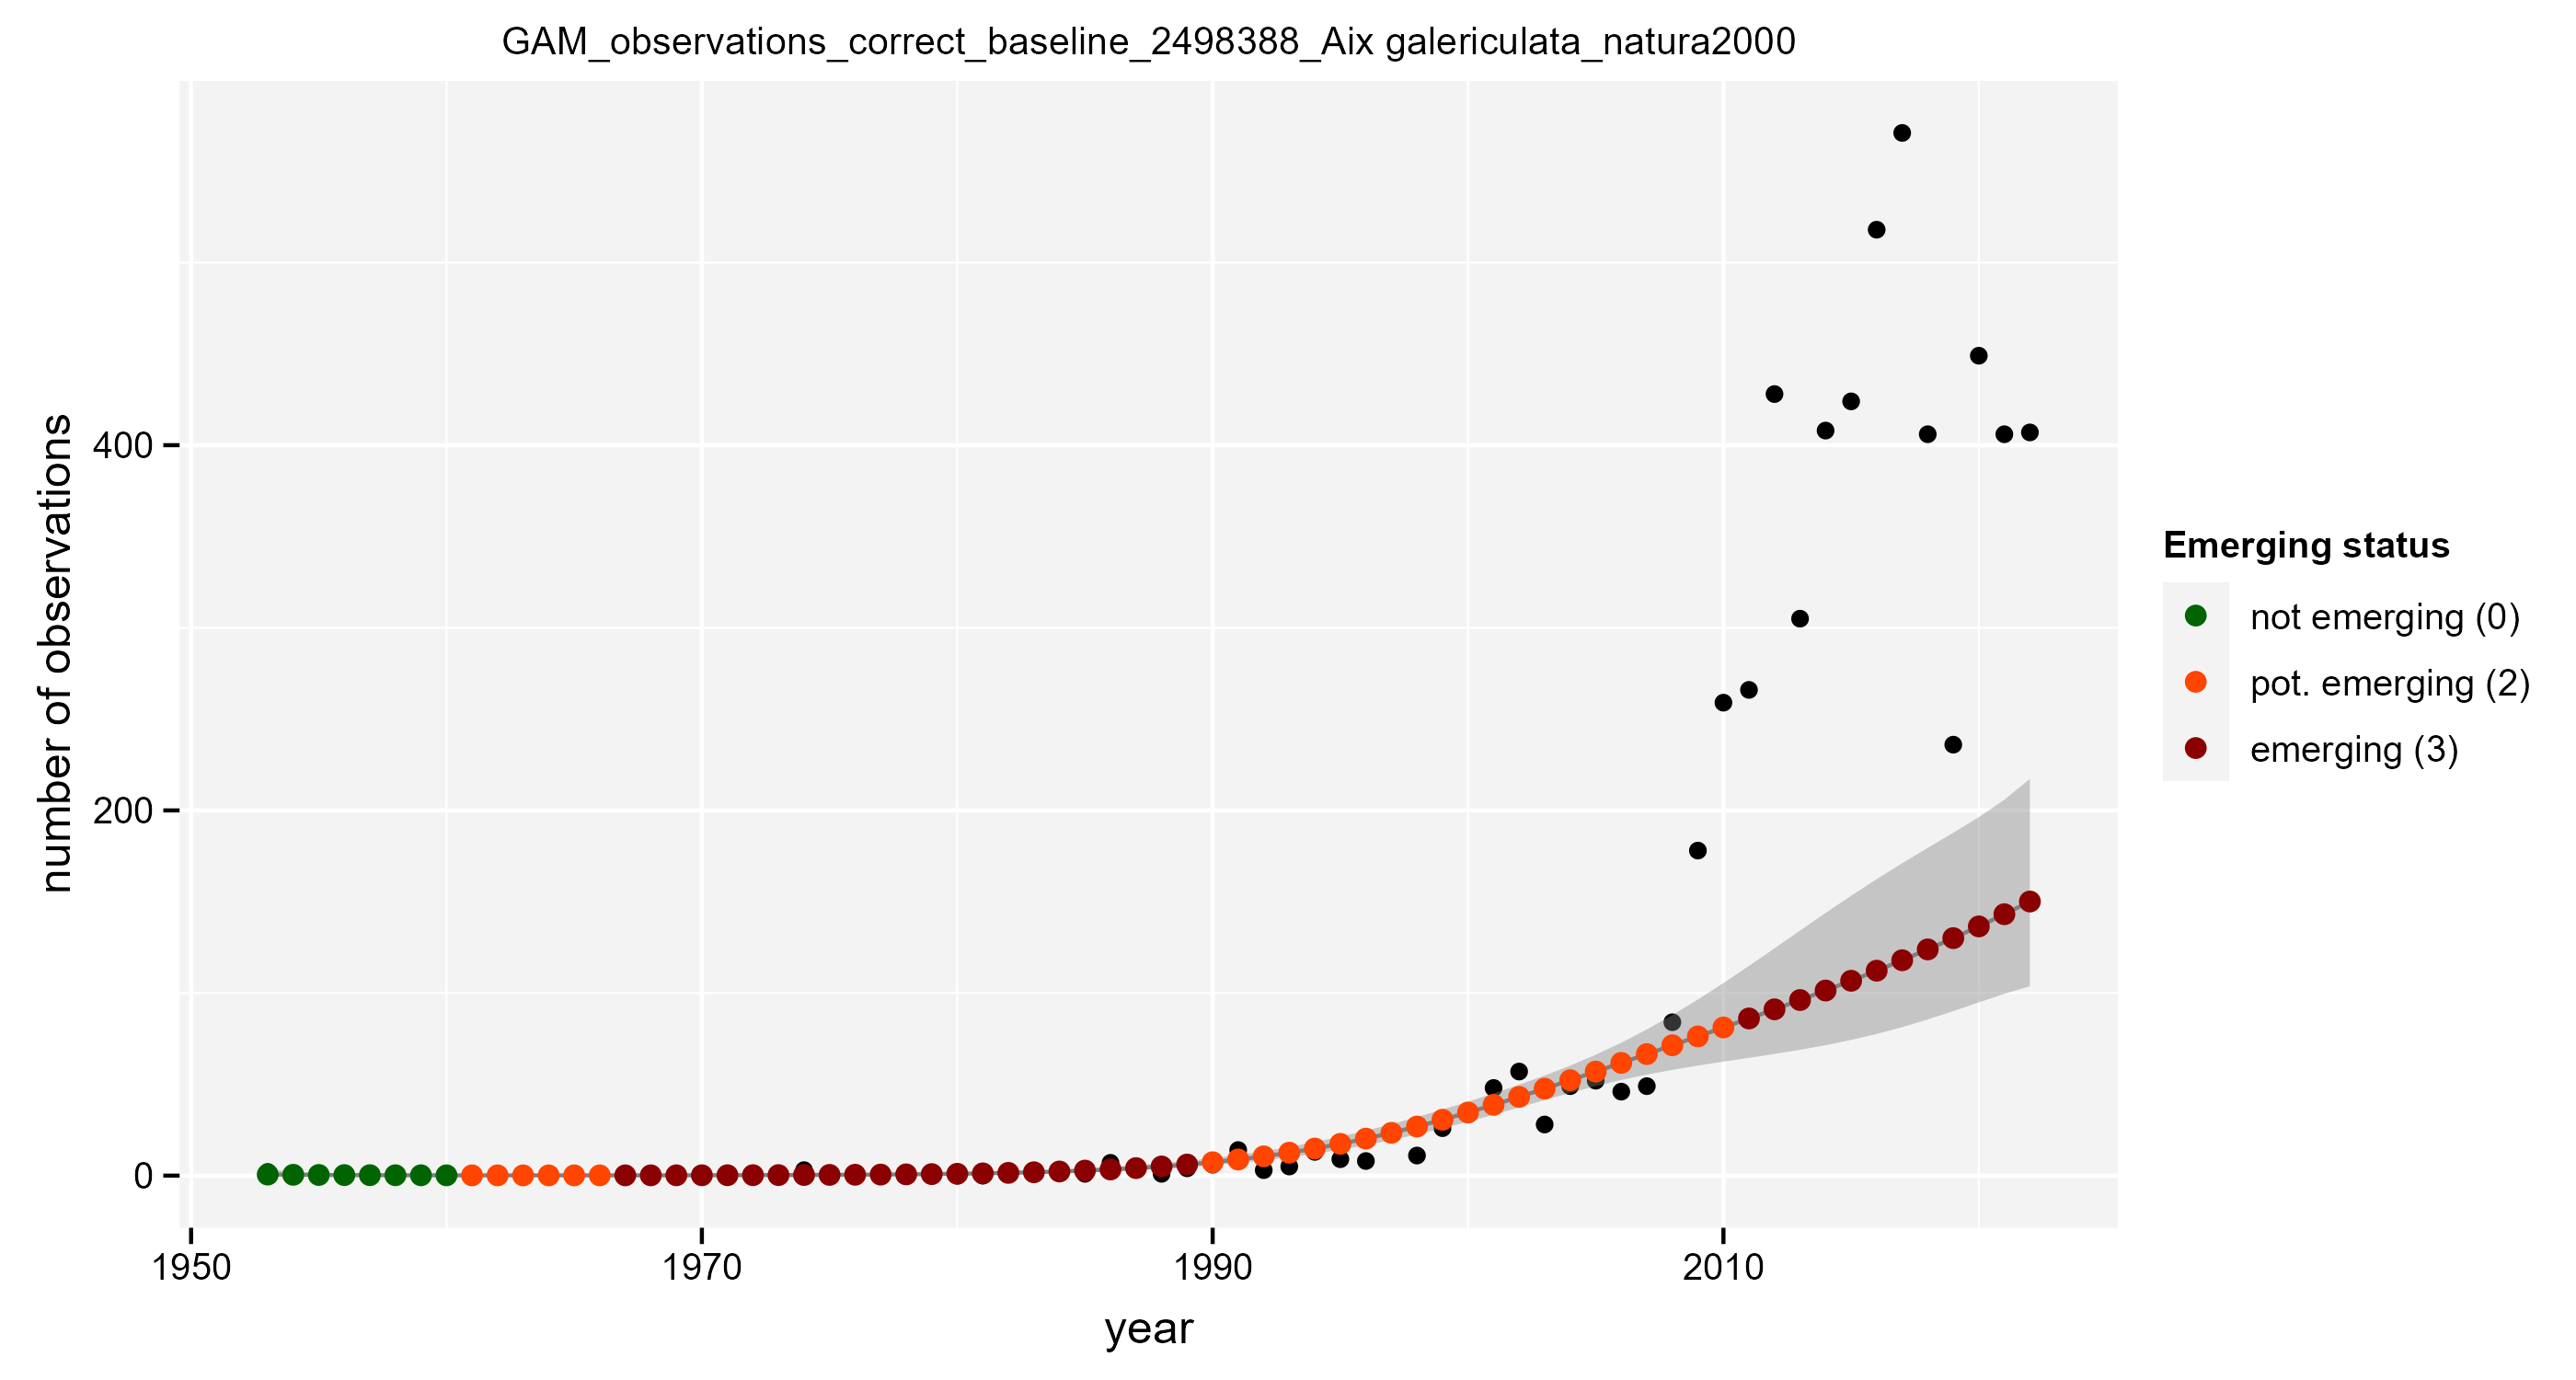 GAM_observations_correct_baseline_2498388_Aix galericulata_natura2000
number of observations
400
200
0
1950
1970
1990
2010
year
Emerging status
not emerging (0)
pot. emerging (2)
emerging (3)